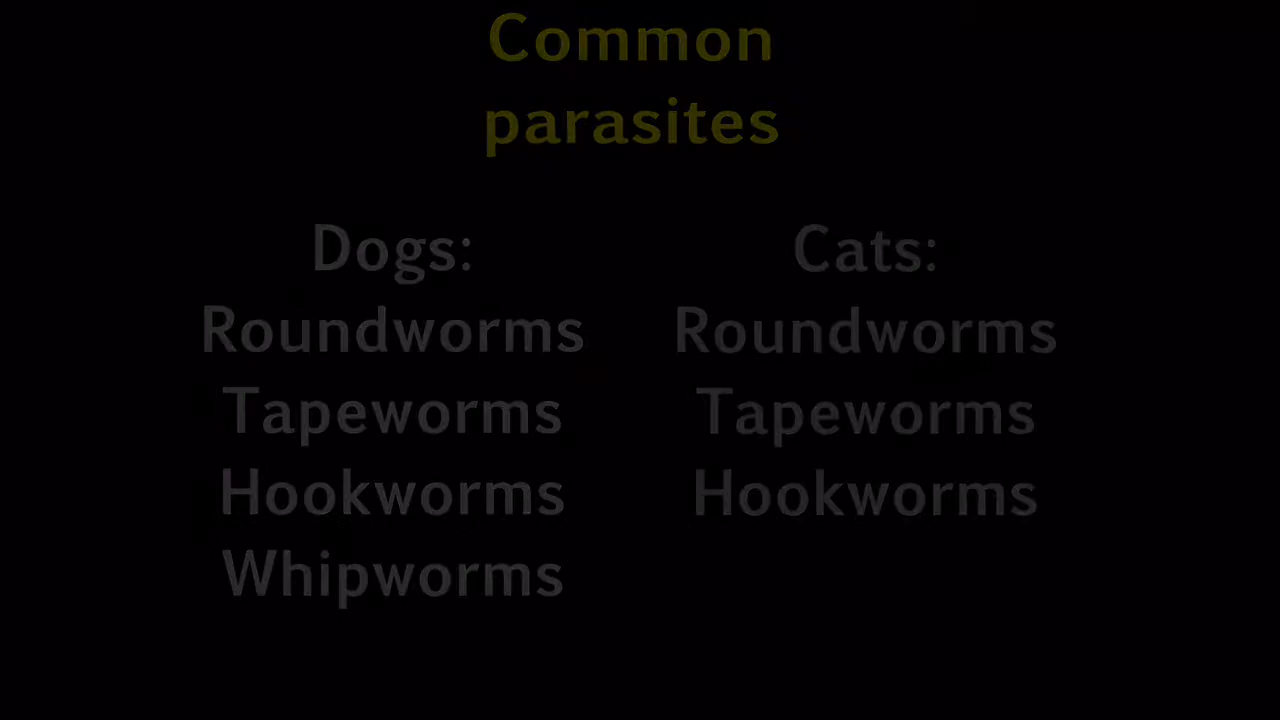 Common
parasites
Dogs:
Roundworms
Tapeworms
Hookworms
Whipworms
Cats:
Roundworms
Tapeworms
Hookworms